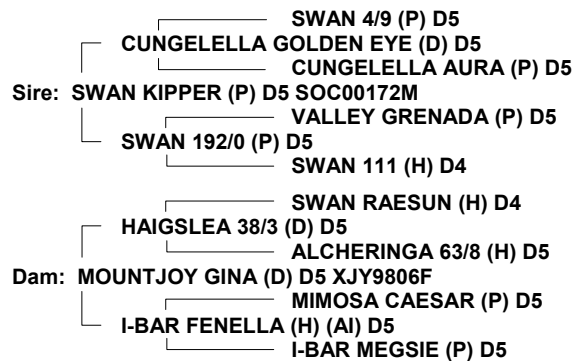 SWAN 4/9 (P) D5
CUNGELELLA GOLDEN EYE (D) D5
CUNGELELLA AURA (P) D5
Sire: SWAN KIPPER (P) D5 SOC00172M
VALLEY GRENADA (P) D5
SWAN 192/0 (P) D5
SWAN 111 (H) D4
SWAN RAESUN (H) D4
HAIGSLEA 38/3 (D) D5
ALCHERINGA 63/8 (H) D5
Dam: MOUNTJOY GINA (D) D5 XJY9806F
MIMOSA CAESAR (P) D5
I-BAR FENELLA (H) (AI) D5
I-BAR MEGSIE (P) D5